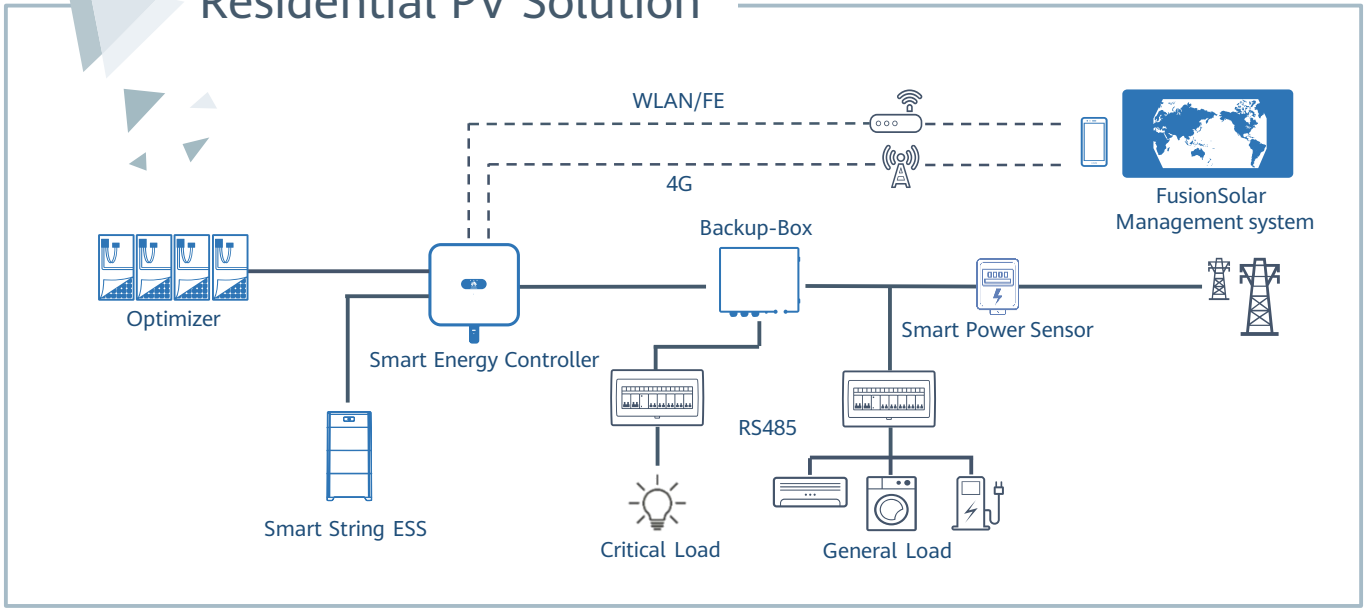 Residential PV Solution
WLAN/FE
4G
FusionSolar
Management system
Backup-Box
Optimizer
Smart Power Sensor
Smart Energy Controller
RS485
Smart String ESS
Critical Load
General Load